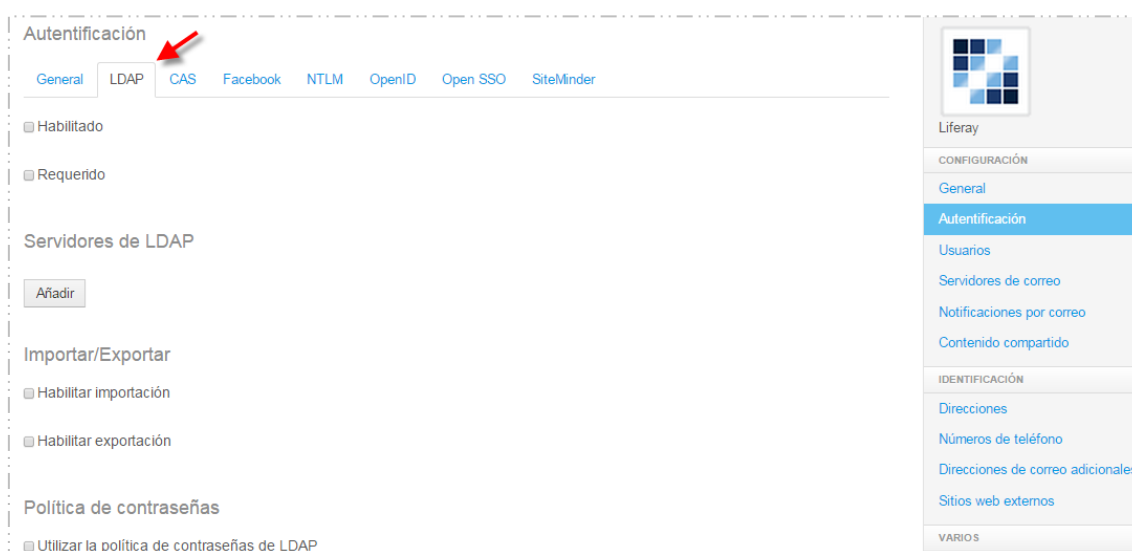 Autentificación
General LDAP CAS Facebook NTLM OpenID Open SSO SiteMinder
Habilitado
Requerido
Servidores de LDAP
Añadir
Importar/Exportar
Habilitar importación
Habilitar exportación
Política de contraseñas
Utilizar la política de contraseñas de LDAP
Liferay
CONFIGURACIÓN
General
Autentificación
Usuarios
Servidores de correo
Notificaciones por correo
Contenido compartido
IDENTIFICACIÓN
Direcciones
Números de teléfono
Direcciones de correo adicionales
Sitios web externos
VARIOS